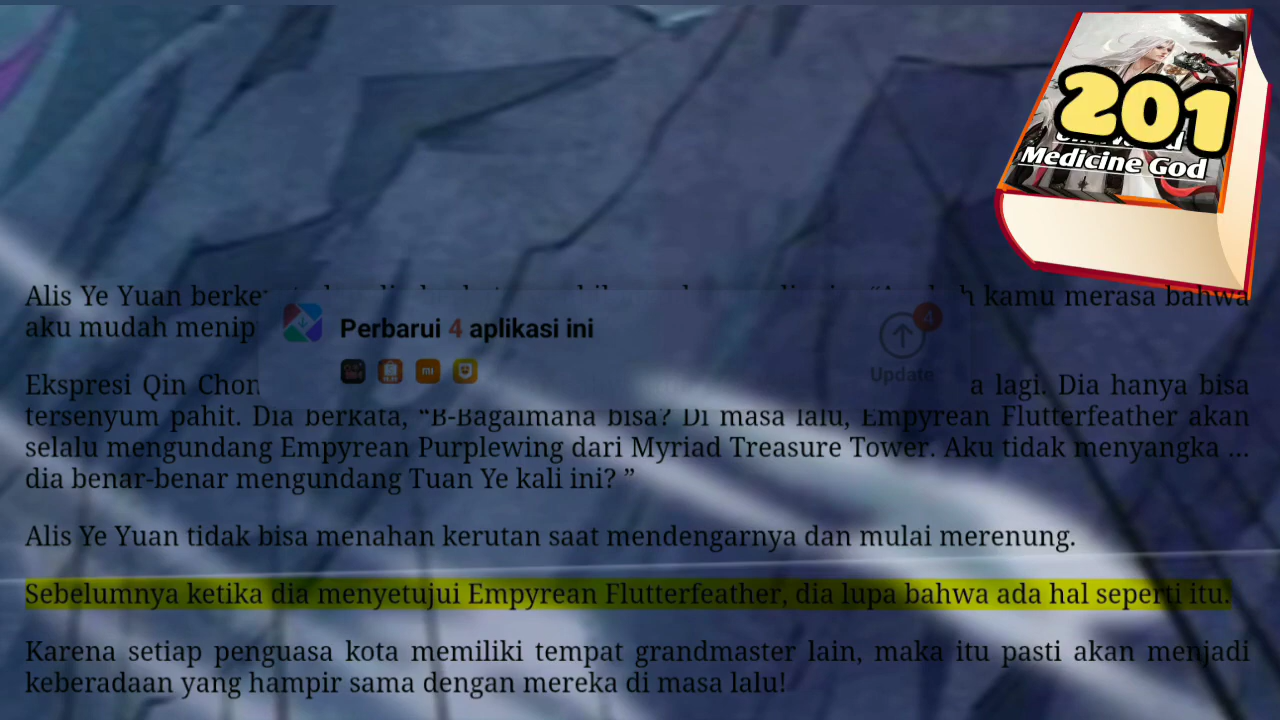 201
Medicine God
Alis Ye Yuan kamu merasa bahwa
aku mudah menip
Perbarui 4 aplikasi ini
4
Update
Ekspresi Qin Chon a lagi. Dia hanya bisa
tersenyum pahit. Dia berkata, “B-Bagaimana bisa? Di masa lalu, Empyrean Flutterfeather akan
selalu mengundang Empyrean Purplewing dari Myriad Treasure Tower. Aku tidak menyangka ...
dia benar-benar mengundang Tuan Ye kali ini? ”
Alis Ye Yuan tidak bisa menahan kerutan saat mendengarnya dan mulai merenung.
Sebelumnya ketika dia menyetujui Empyrean Flutterfeather, dia lupa bahwa ada hal seperti itu.
Karena setiap penguasa kota memiliki tempat grandmaster lain, maka itu pasti akan menjadi
keberadaan yang hampir sama dengan mereka di masa lalu!